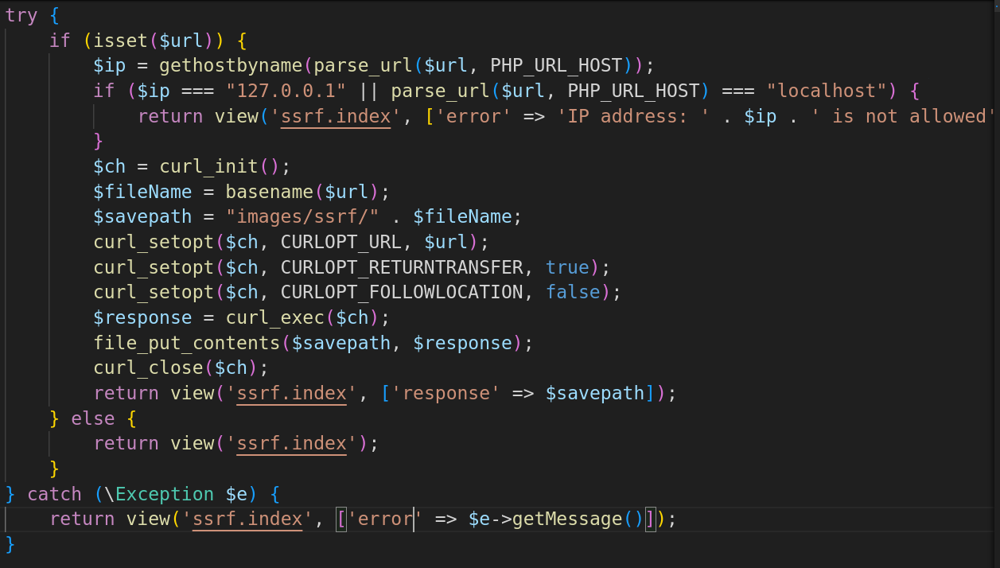 try {
    if (isset($url)) {
        $ip = gethostbyname(parse_url($url, PHP_URL_HOST));
        if ($ip === "127.0.0.1" || parse_url($url, PHP_URL_HOST) === "localhost") {
            return view('ssrf.index', ['error' => 'IP address: ' . $ip . ' is not allowed'
        }
        $ch = curl_init();
        $fileName = basename($url);
        $savepath = "images/ssrf/" . $fileName;
        curl_setopt($ch, CURLOPT_URL, $url);
        curl_setopt($ch, CURLOPT_RETURNTRANSFER, true);
        curl_setopt($ch, CURLOPT_FOLLOWLOCATION, false);
        $response = curl_exec($ch);
        file_put_contents($savepath, $response);
        curl_close($ch);
        return view('ssrf.index', ['response' => $savepath]);
    } else {
        return view('ssrf.index');
    }
} catch (\Exception $e) {
    return view('ssrf.index', ['error' => $e->getMessage()]);
}